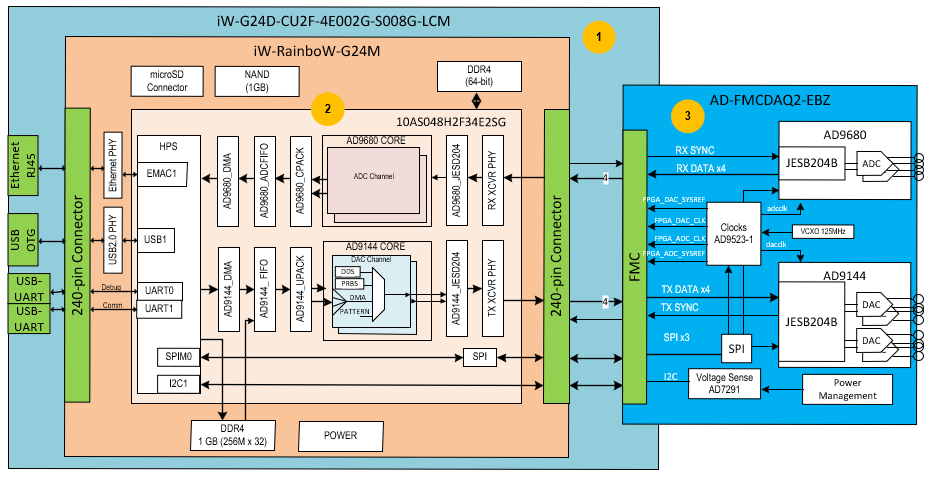 iW-G24D-CU2F-4E002G-S008G-LCM
1
iW-RainboW-G24M
microSD
Connector
NAND
(1GB)
DDR4
(64-bit)
2
10AS048H2F34E2SG
3
AD-FMCDAQ2-EBZ
Ethernet
RJ45
USB
OTG
USB-
UART
USB-
UART
240-pin Connector
Ethernet PHY
USB2.0 PHY
Debug
Comm
HPS
EMAC1
USB1
UART0
UART1
SPIM0
I2C1
AD9680_DMA
AD9680_ADCFIFO
AD9680_CPACK
AD9680 CORE
ADC Channel
AD9680_JESD204
RX XCVR PHY
AD9144_DMA
AD9144_FIFO
AD9144_UPACK
AD9144 CORE
DAC Channel
DDS
PRBS
DMA
PATTERN
AD9144_JESD204
TX XCVR PHY
SPI
DDR4
1 GB (256M x 32)
POWER
240-pin Connector
4
4
FMC
RX SYNC
RX DATA x4
FPGA_DAC_SYSREF
FPGA_DAC_CLK
FPGA_ADC_CLK
FPGA_ADC_SYSREF
TX DATA x4
TX SYNC
SPI x3
I2C
Clocks
AD9523-1
adcclk
dacclk
VCXO 125MHz
AD9680
JESB204B
ADC
AD9144
JESB204B
DAC
DAC
SPI
Voltage Sense
AD7291
Power
Management